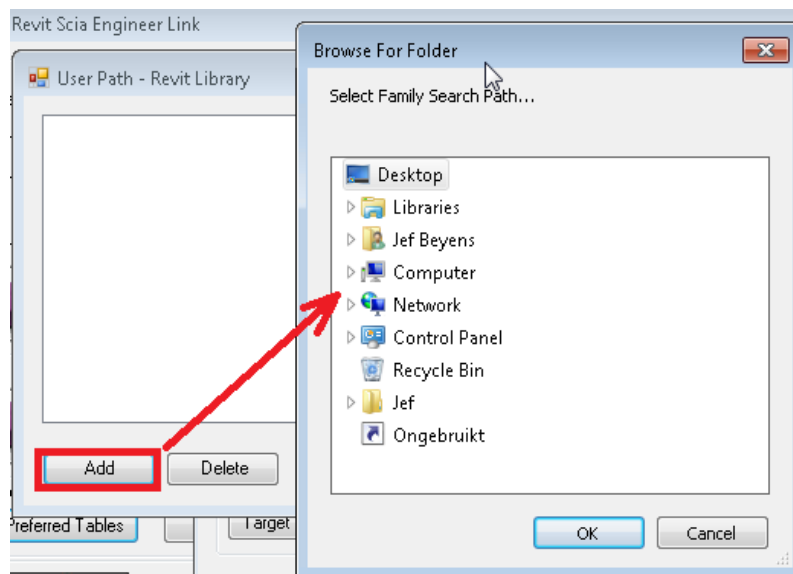 Revit Scia Engineer Link
User Path - Revit Library
Browse For Folder
Select Family Search Path...
Desktop
Libraries
Jef Beyens
Computer
Network
Control Panel
Recycle Bin
Jef
Ongebruikt
Add
Delete
Preferred Tables
Target
OK
Cancel